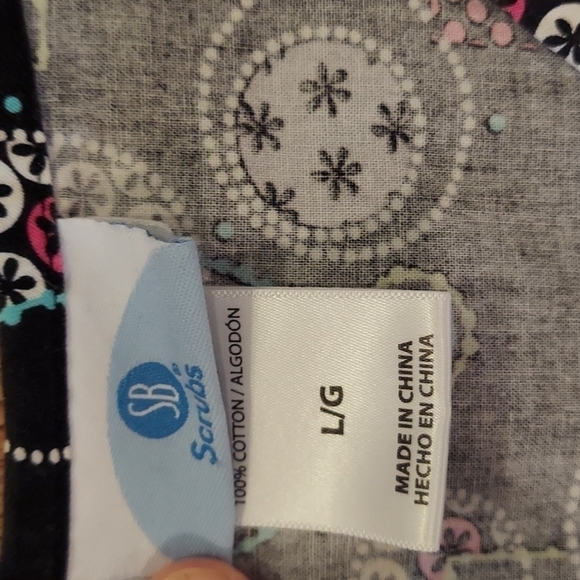 SB®
Scrubs
100% COTTON / ALGODÓN
L/G
MADE IN CHINA
HECHO EN CHINA